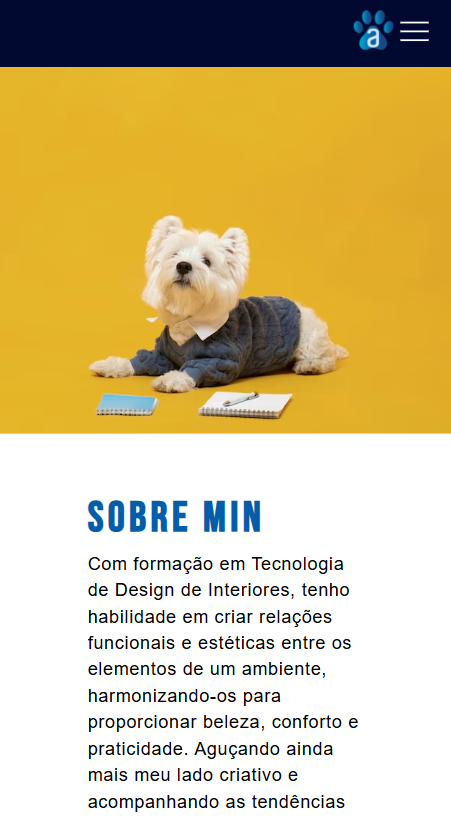 a
SOBRE MIN
Com formação em Tecnologia
de Design de Interiores, tenho
habilidade em criar relações
funcionais e estéticas entre os
elementos de um ambiente,
harmonizando-os para
proporcionar beleza, conforto e
praticidade. Aguçando ainda
mais meu lado criativo e
acompanhando as tendências